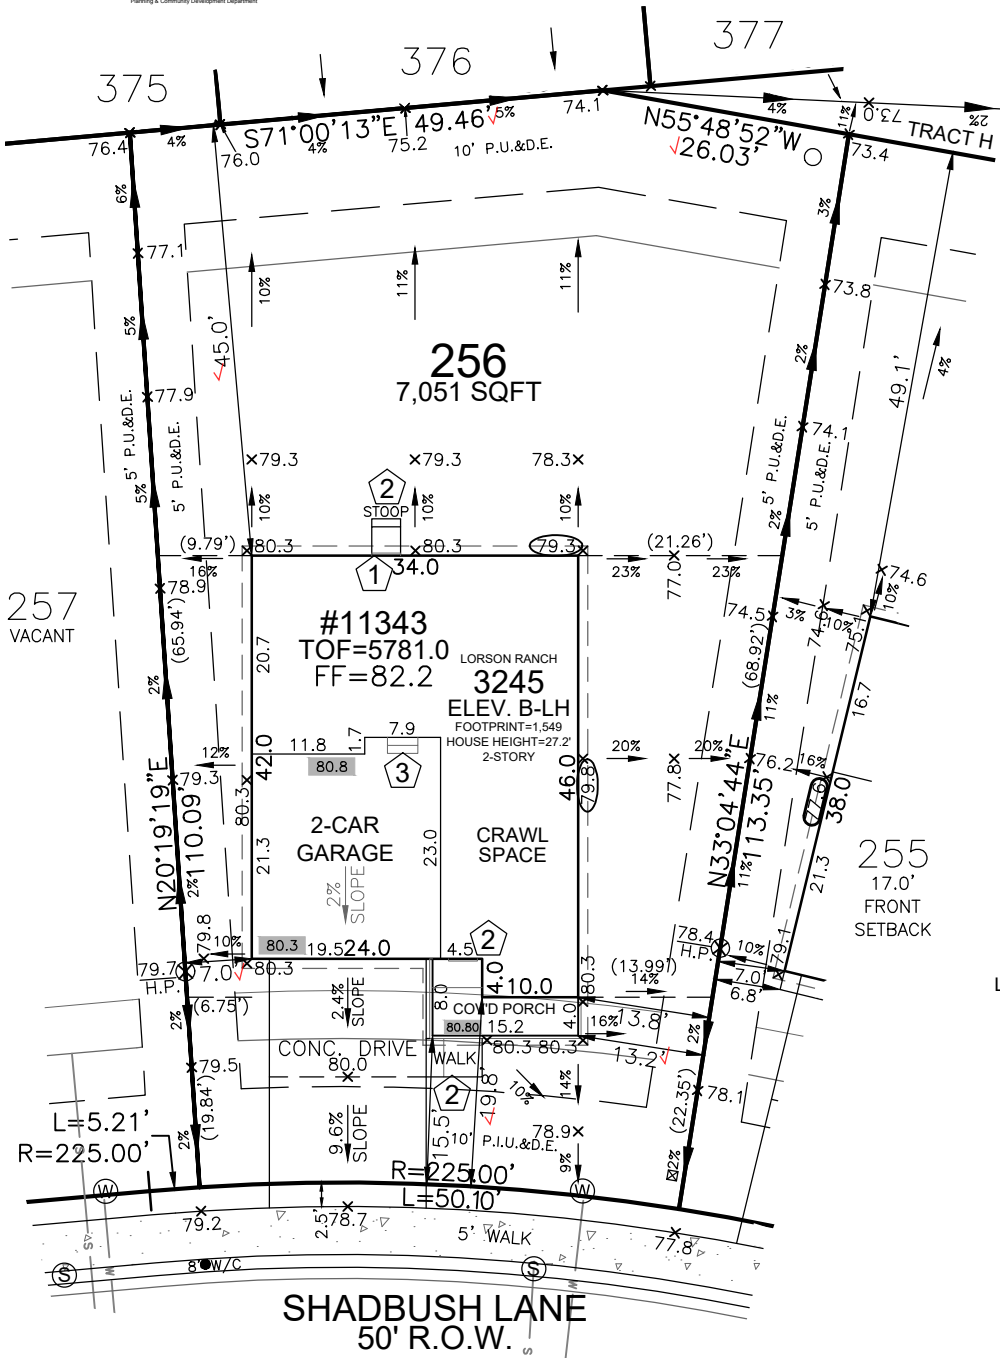 Planning & Community Development Department
377
376
375
74.1
4%
73.0
2%
11%
TRACT H
S71°00'13"E 49.46'
5%
N55°48'52"W
26.03'
76.4
4%
76.0
4%
75.2
10' P.U.&D.E.
73.4
6%
3%
77.1
73.8
10%
11%
11%
5%
45.0'
2%
4%
49.1'
256
7,051 SQFT
77.9
5' P.U.&D.E.
5' P.U.&D.E.
74.1
5' P.U.&D.E.
5' P.U.&D.E.
5%
79.3
79.3
78.3
2
10%
STOOP
10%
10%
2%
(9.79')
80.3
80.3
79.3
(21.26')
16%
1
34.0
23%
77.0
23%
74.6
10%
78.9
257
VACANT
(65.94')
#11343
TOF=5781.0
FF=82.2
20.7
LORSON RANCH
3245
ELEV. B-LH
FOOTPRINT=1,549
HOUSE HEIGHT=27.2'
2-STORY
74.5
3%
74.6
10%
75.1
(68.92')
16.7
2%
11%
7.9
1.7
11.8
80.8
3
42.0
12%
79.3
80.3
46.0
79.8
20%
77.8
20%
76.2
16%
77.6
38.0
N20°19'19"E
110.09'
2%
N33°04'44"E
113.35'
11%
2-CAR
GARAGE
23.0
CRAWL
SPACE
21.3
21.3
255
17.0'
FRONT
SETBACK
2%
SLOPE
79.8
10%
80.3
19.5
24.0
4.5
2
78.4
H.P.
10%
79.1
79.7
H.P.
7.0'
80.3
4.0
10.0
80.3
(13.99')
14%
7.0
6.8'
(6.75')
2.4%
SLOPE
8.0
COV'D PORCH
4.0
80.80
15.2
16%
13.8'
2%
2%
CONC. DRIVE
WALK
80.3
80.3
13.2'
79.5
80.0
2
10%
14%
78.1
(19.84')
(22.35')
L=5.21'
R=225.00'
2%
9.6%
SLOPE
15.5'
19.8'
10' P.I.U.&D.E.
78.9
9%
2%
R=225.00'
L=50.10'
W
W
79.2
2.5'
78.7
5' WALK
77.8
S
W
W
S
8' W/C
S
S
SHADBUSH LANE
50' R.O.W.
L